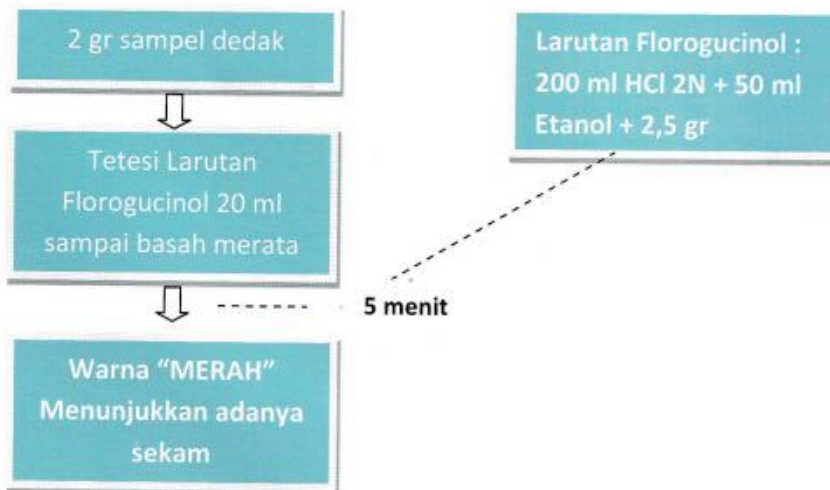 2 gr sampel dedak
Larutan Florogucinol :
200 ml HCl 2N + 50 ml
Etanol + 2,5 gr
Tetesi Larutan
Florogucinol 20 ml
sampai basah merata
5 menit
Warna “MERAH”
Menunjukkan adanya
sekam